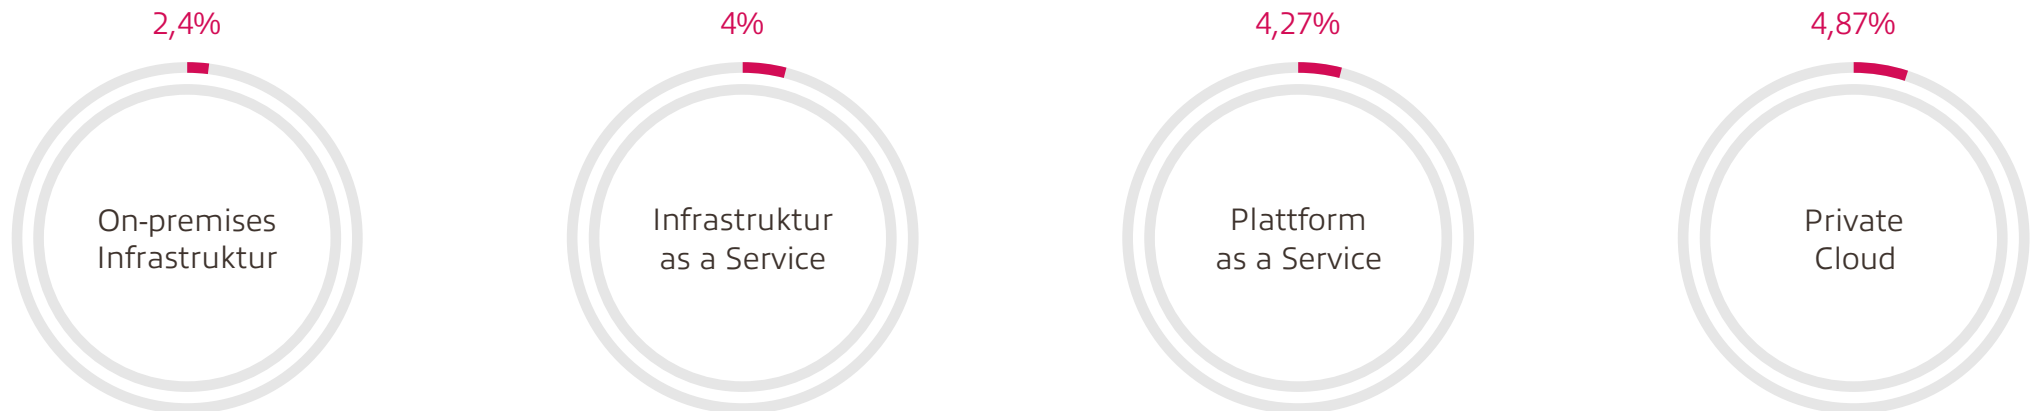 2,4%
On-premises
Infrastruktur
4%
Infrastruktur
as a Service
4,27%
Plattform
as a Service
4,87%
Private
Cloud